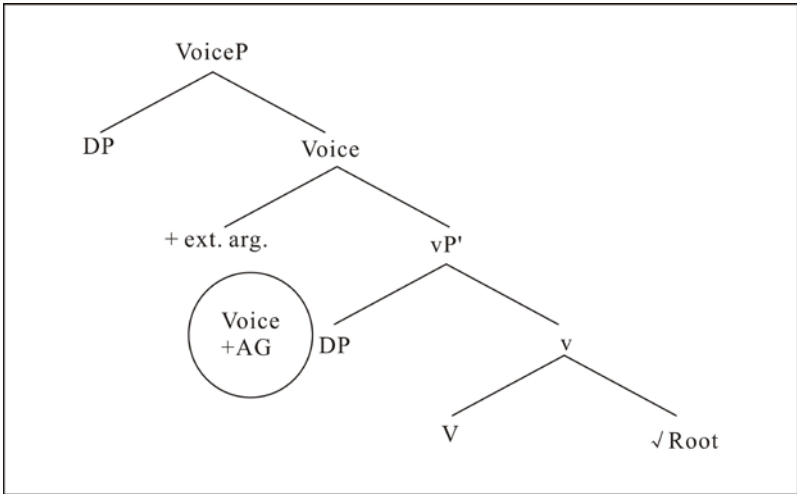 VoiceP
DP
Voice
+ ext. arg.
vP'
Voice
+AG
DP
v
V
√Root